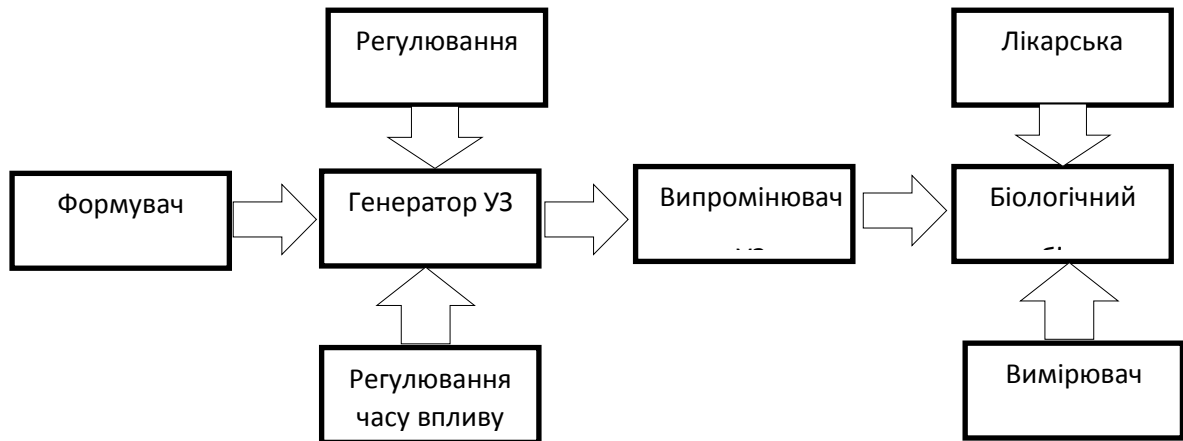 Регулювання
Лікарська
Формувач
Генератор УЗ
Випромінювач
Біологічний
Регулювання
часу впливу
Вимірювач